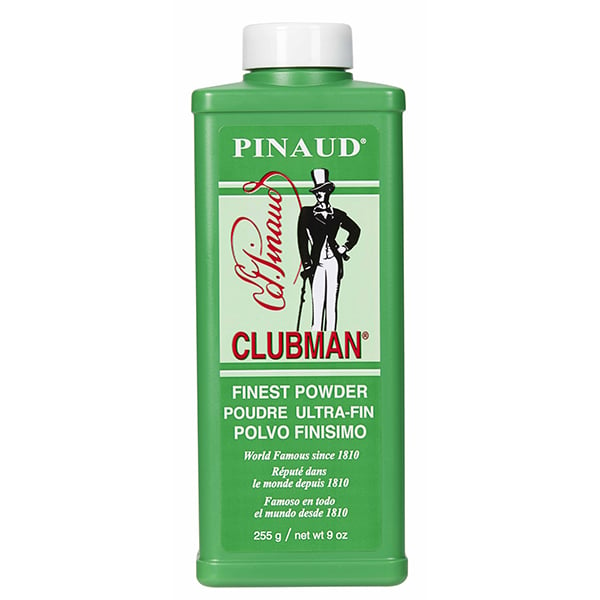 PINAUD®
Ed. Pinaud
CLUBMAN®
FINEST POWDER
POUDRE ULTRA-FIN
POLVO FINISIMO
World Famous since 1810
Réputé dans
le monde depuis 1810
Famoso en todo
el mundo desde 1810
255 g / net wt 9 oz